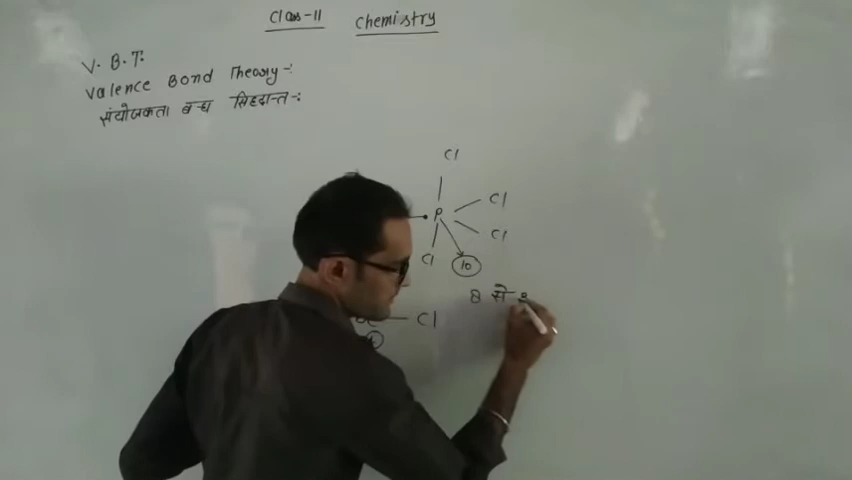 Class-11 Chemistry
V. B. T.
Valence Bond Theory -:
संयोजकता बन्ध सिद्धान्त -:
Cl
P
Cl
Cl
Cl
10
8 से
Cl